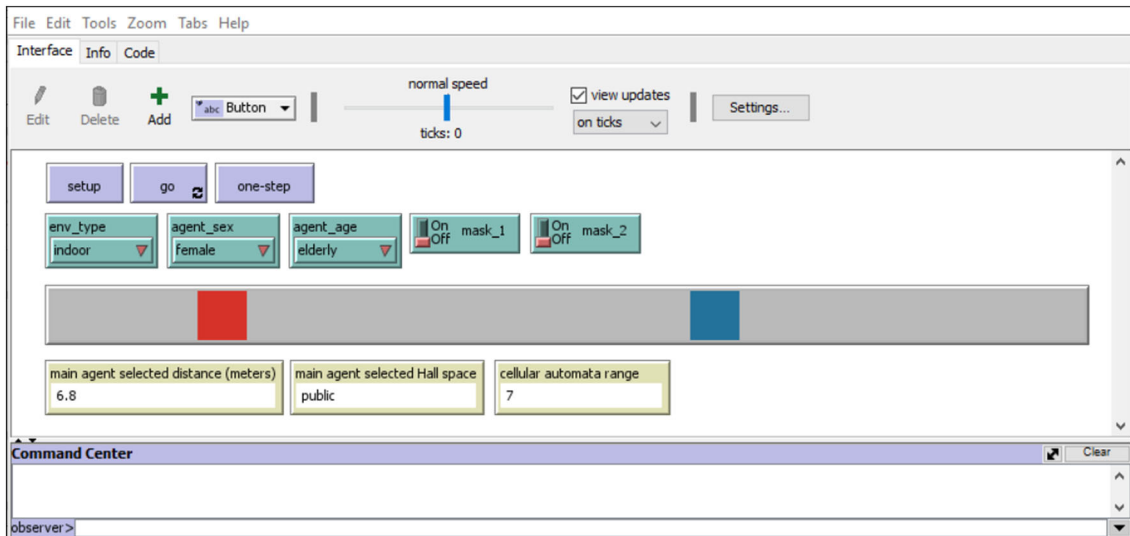 File Edit Tools Zoom Tabs Help
Interface Info Code
normal speed
Edit Delete Add abc Button ticks: 0 view updates on ticks Settings...
setup go one-step
env_type agent_sex agent_age On Off mask_1 On Off mask_2
indoor female elderly
main agent selected distance (meters) main agent selected Hall space cellular automata range
6.8 public 7
Command Center Clear
observer>